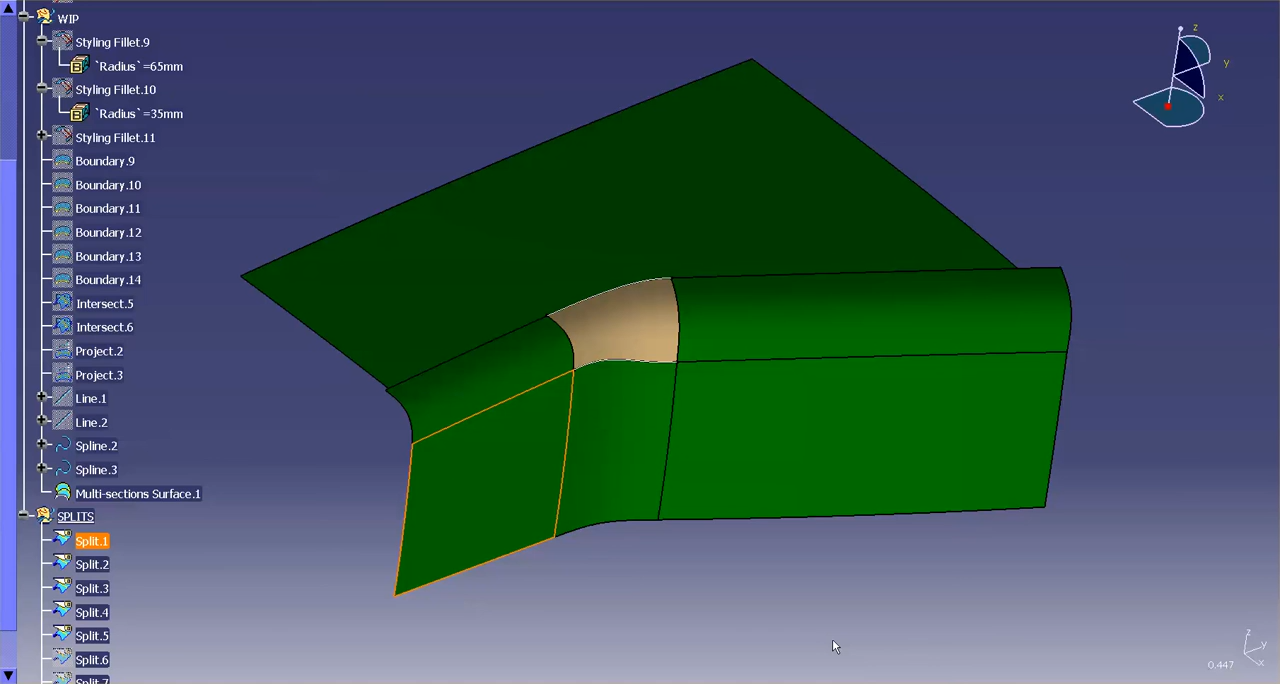 WIP
Styling Fillet.9
`Radius`=65mm
Styling Fillet.10
`Radius`=35mm
Styling Fillet.11
Boundary.9
Boundary.10
Boundary.11
Boundary.12
Boundary.13
Boundary.14
Intersect.5
Intersect.6
Project.2
Project.3
Line.1
Line.2
Spline.2
Spline.3
Multi-sections Surface.1
SPLITS
Split.1
Split.2
Split.3
Split.4
Split.5
Split.6
Split.7
z
y
x
z
y
x
0.447